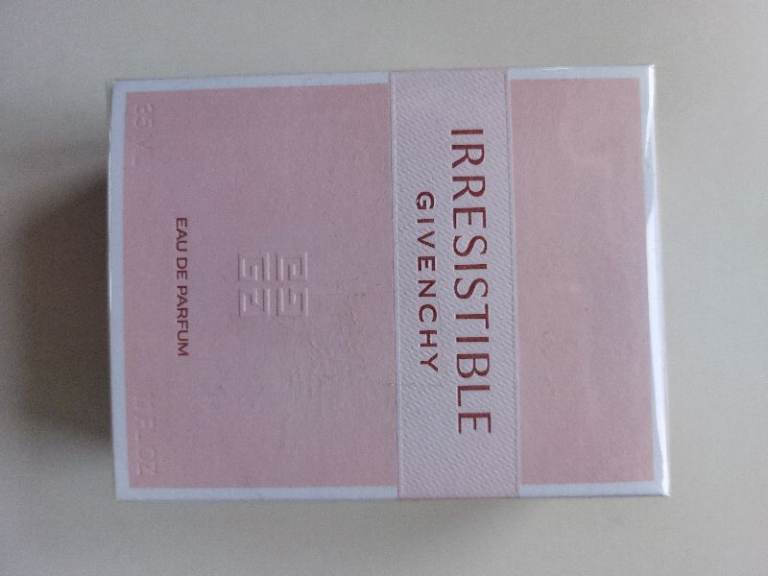 IRRESISTIBLE
GIVENCHY
EAU DE PARFUM